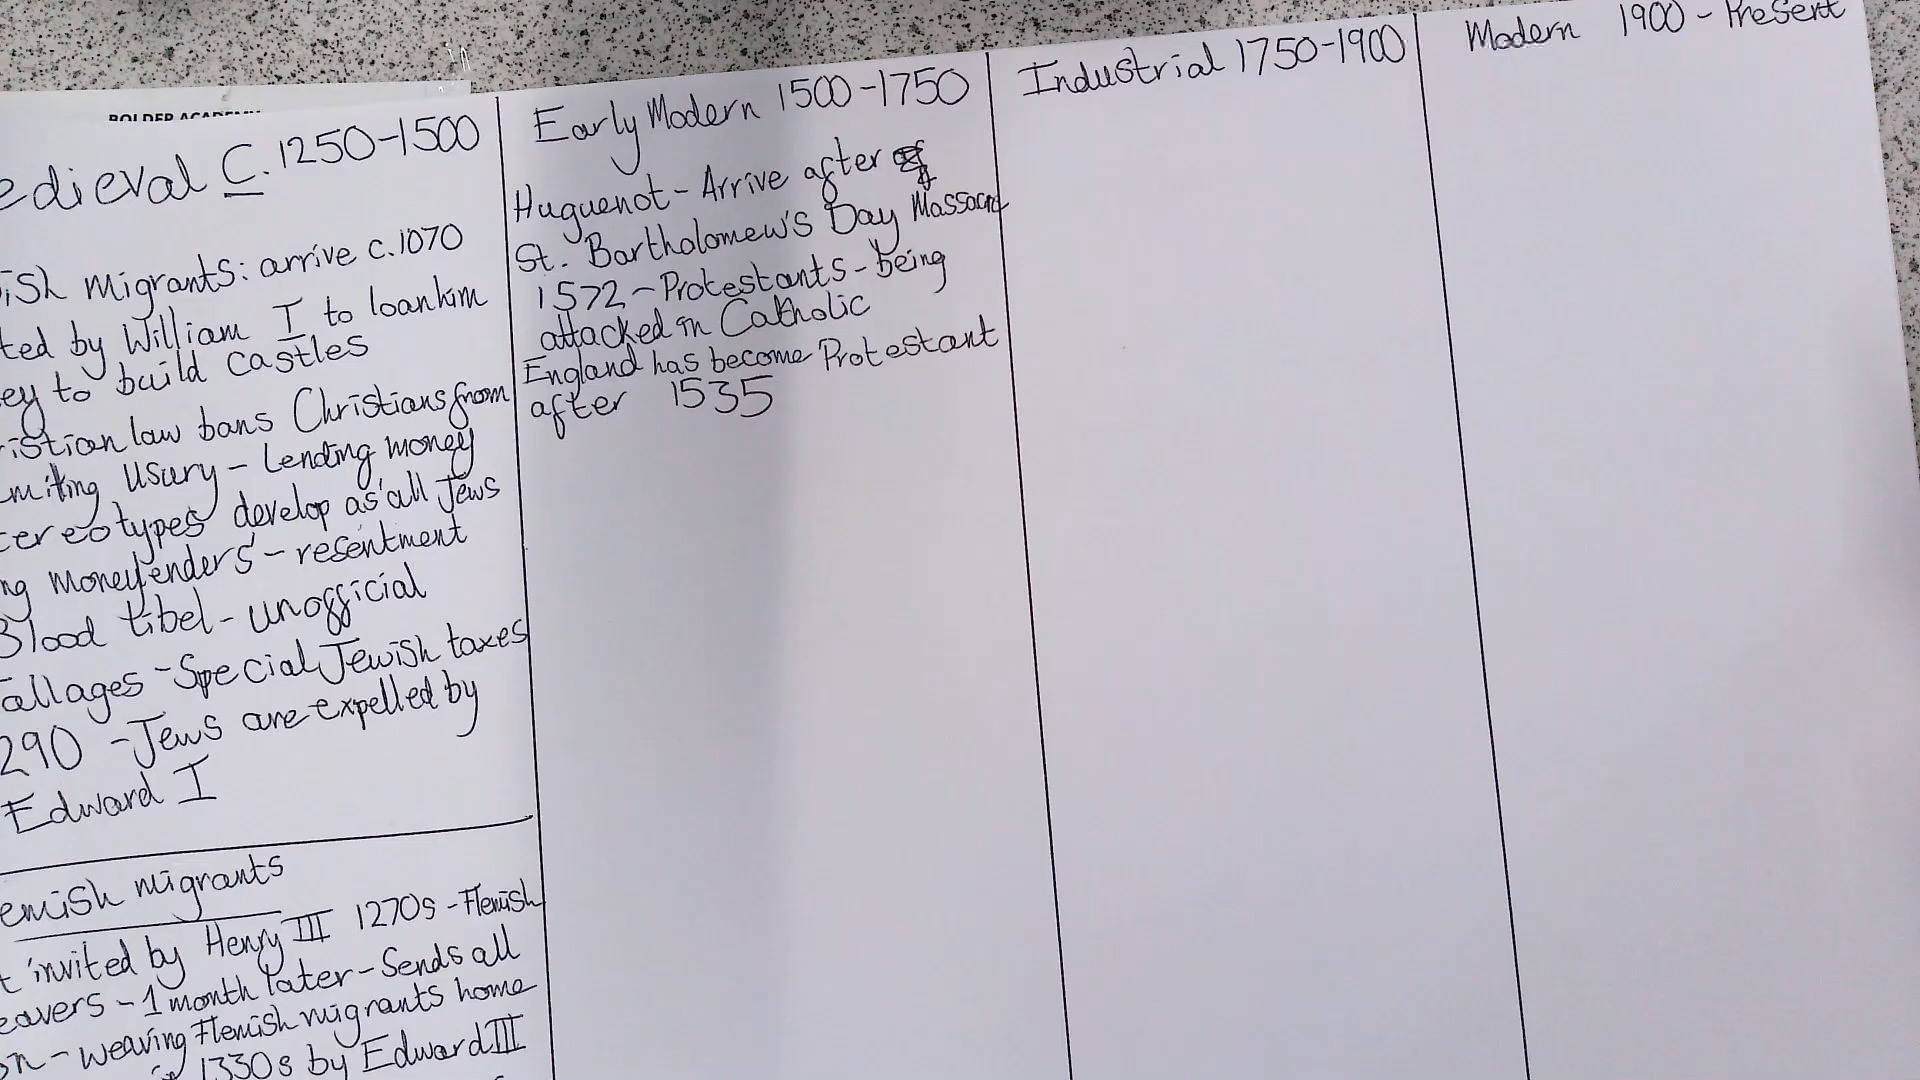 BOLDER ACADEMY
edieval C. 1250-1500
ish migrants: arrive c.1070
ted by William I to loan him
ey to build castles
ristian law bans Christians from
miting Usury - Lending money
tereotypes develop as 'all Jews
ng moneylenders' - resentment
Blood libel - unofficial
allages - Special Jewish taxes
290 - Jews are expelled by
Edward I
emish migrants
t invited by Henry III 1270s - Flemish
eavers - 1 month later - Sends all
on - weaving Flemish migrants home
1330s by Edward III
Early Modern 1500-1750
Huguenot - Arrive after
St. Bartholomew's Day Massacre
1572 - Protestants - being
attacked in Catholic
England has become Protestant
after 1535
Industrial 1750-1900
Modern 1900 - Present